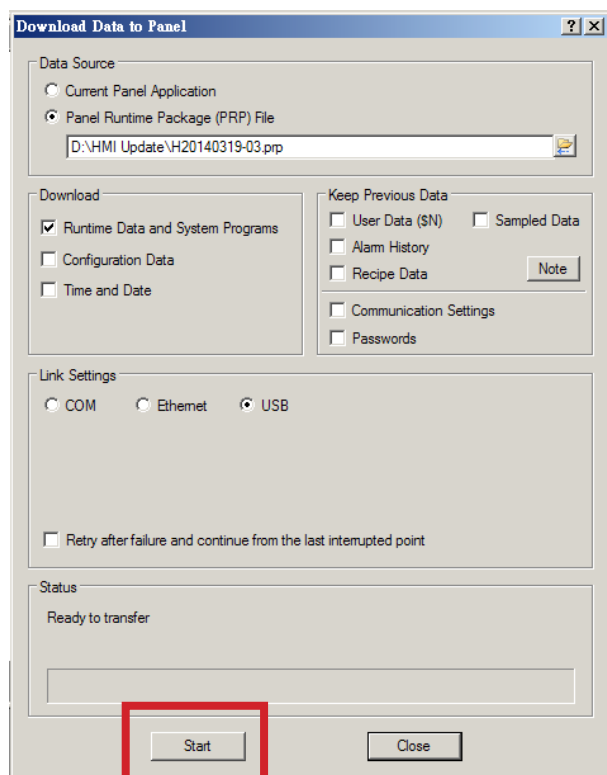 Download Data to Panel
Data Source
Current Panel Application
Panel Runtime Package (PRP) File
D:\HMI Update\H20140319-03.prp
Download
Runtime Data and System Programs
Configuration Data
Time and Date
Keep Previous Data
User Data ($N) Sampled Data
Alarm History
Recipe Data Note
Communication Settings
Passwords
Link Settings
COM Ethernet USB
Retry after failure and continue from the last interrupted point
Status
Ready to transfer
Start Close